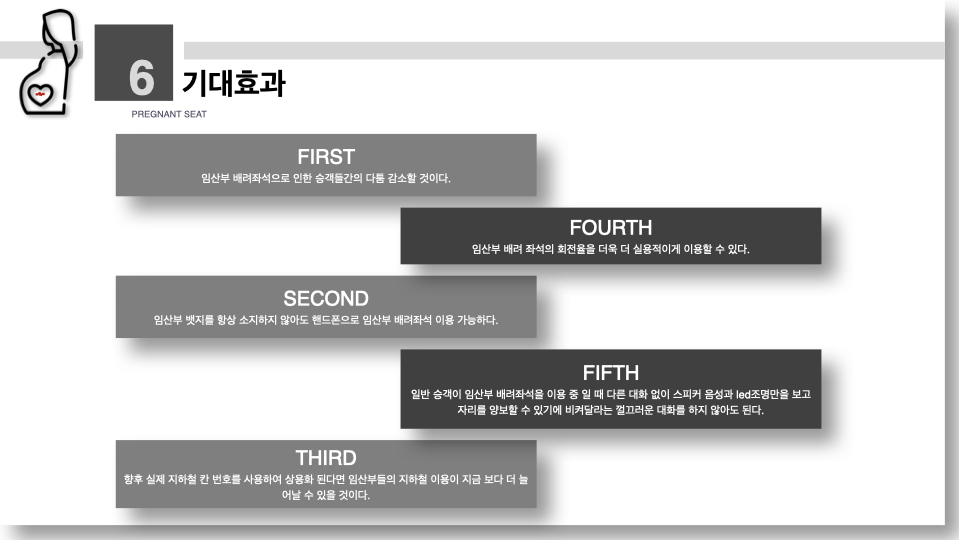 6 기대효과
PREGNANT SEAT
FIRST
임산부 배려좌석으로 인한 승객들간의 다툼 감소할 것이다.
FOURTH
임산부 배려 좌석의 회전율을 더욱 더 실용적이게 이용할 수 있다.
SECOND
임산부 뱃지를 항상 소지하지 않아도 핸드폰으로 임산부 배려좌석 이용 가능하다.
FIFTH
일반 승객이 임산부 배려좌석을 이용 중 일 때 다른 대화 없이 스피커 음성과 led조명만을 보고
자리를 양보할 수 있기에 비켜달라는 껄끄러운 대화를 하지 않아도 된다.
THIRD
향후 실제 지하철 칸 번호를 사용하여 상용화 된다면 임산부들의 지하철 이용이 지금 보다 더 늘
어날 수 있을 것이다.